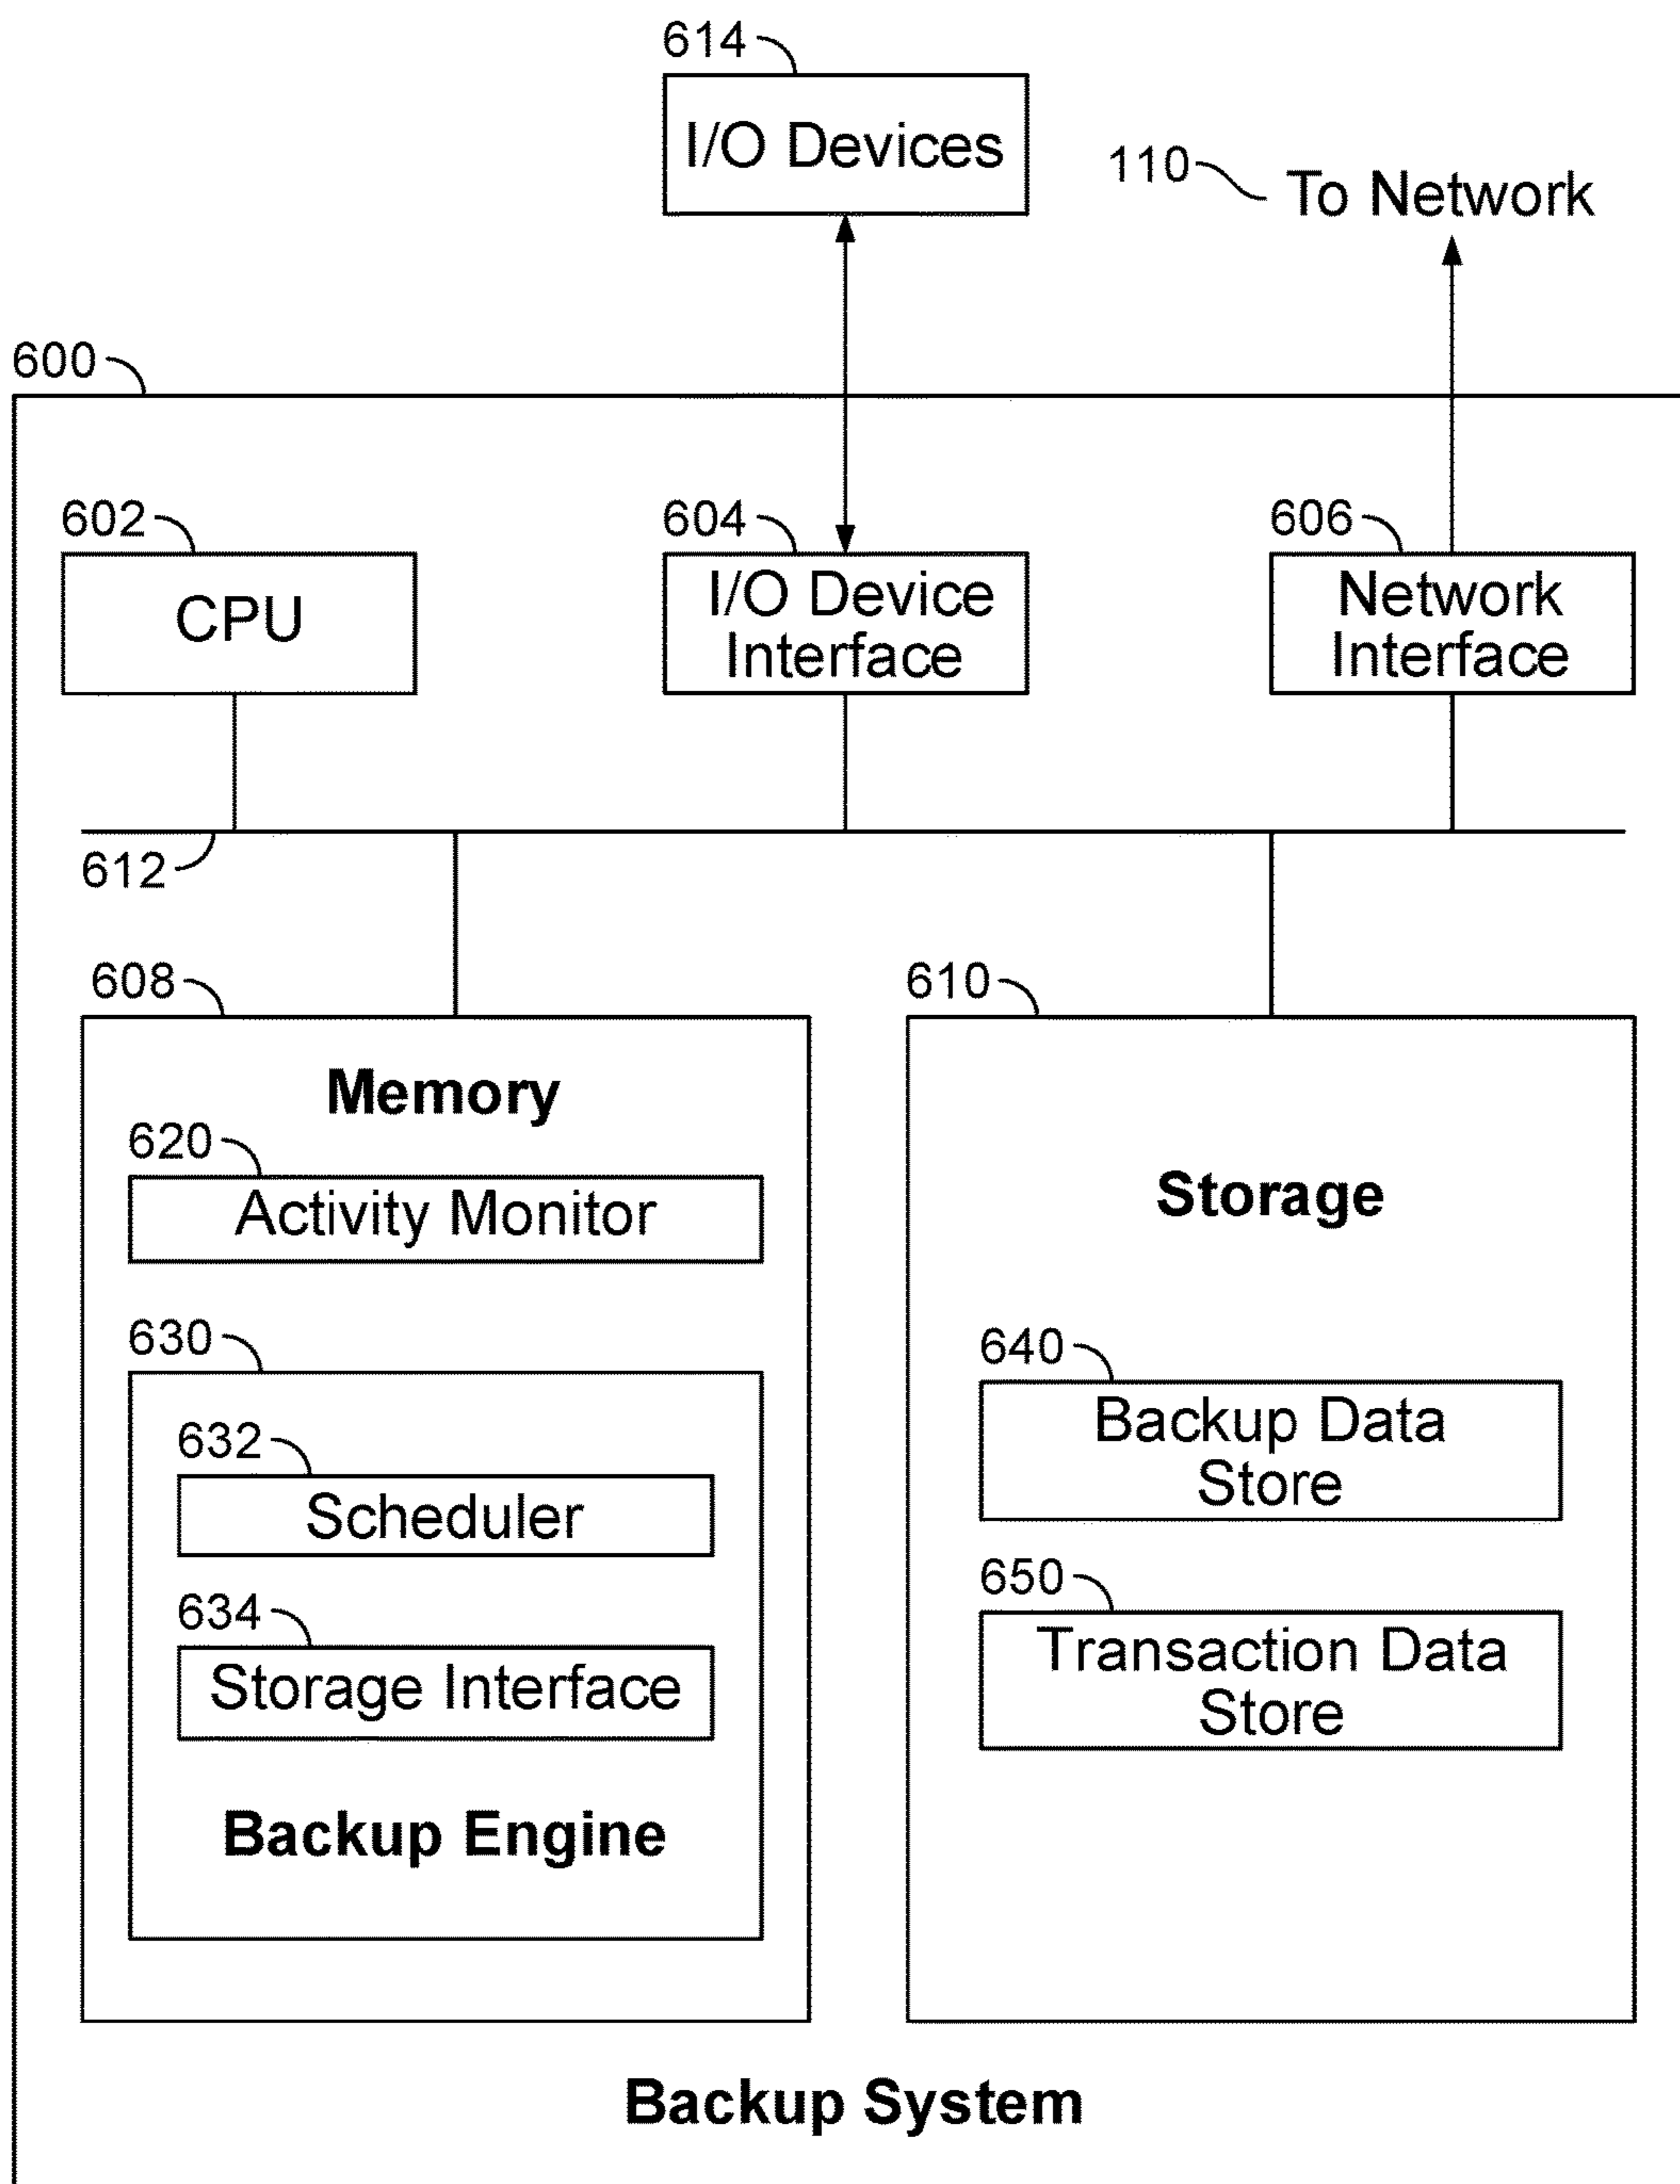 614
I/O Devices
110
To Network
600
602
CPU
604
I/O Device
Interface
606
Network
Interface
612
608
Memory
620
Activity Monitor
630
632
Scheduler
634
Storage Interface
Backup Engine
610
Storage
640
Backup Data
Store
650
Transaction Data
Store
Backup System